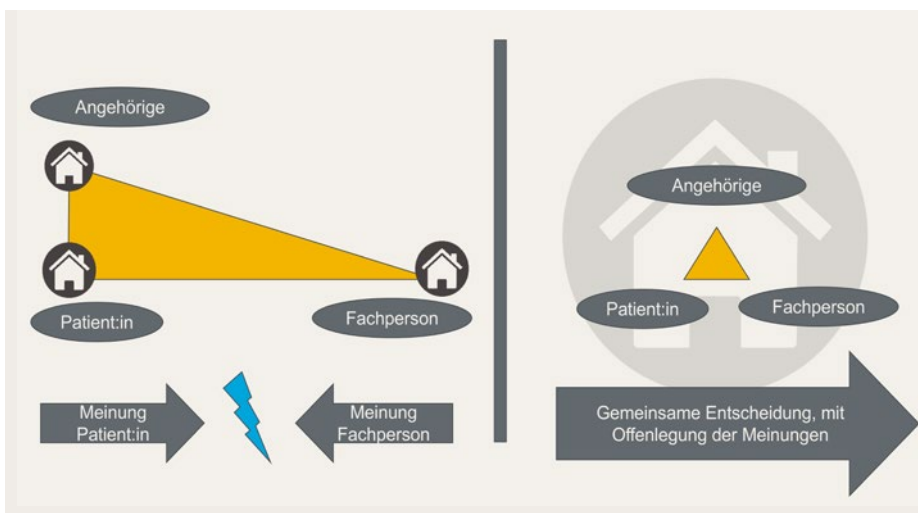 Angehörige
Patient:in
Fachperson
Meinung
Patient:in
Meinung
Fachperson
Angehörige
Patient:in
Fachperson
Gemeinsame Entscheidung, mit
Offenlegung der Meinungen